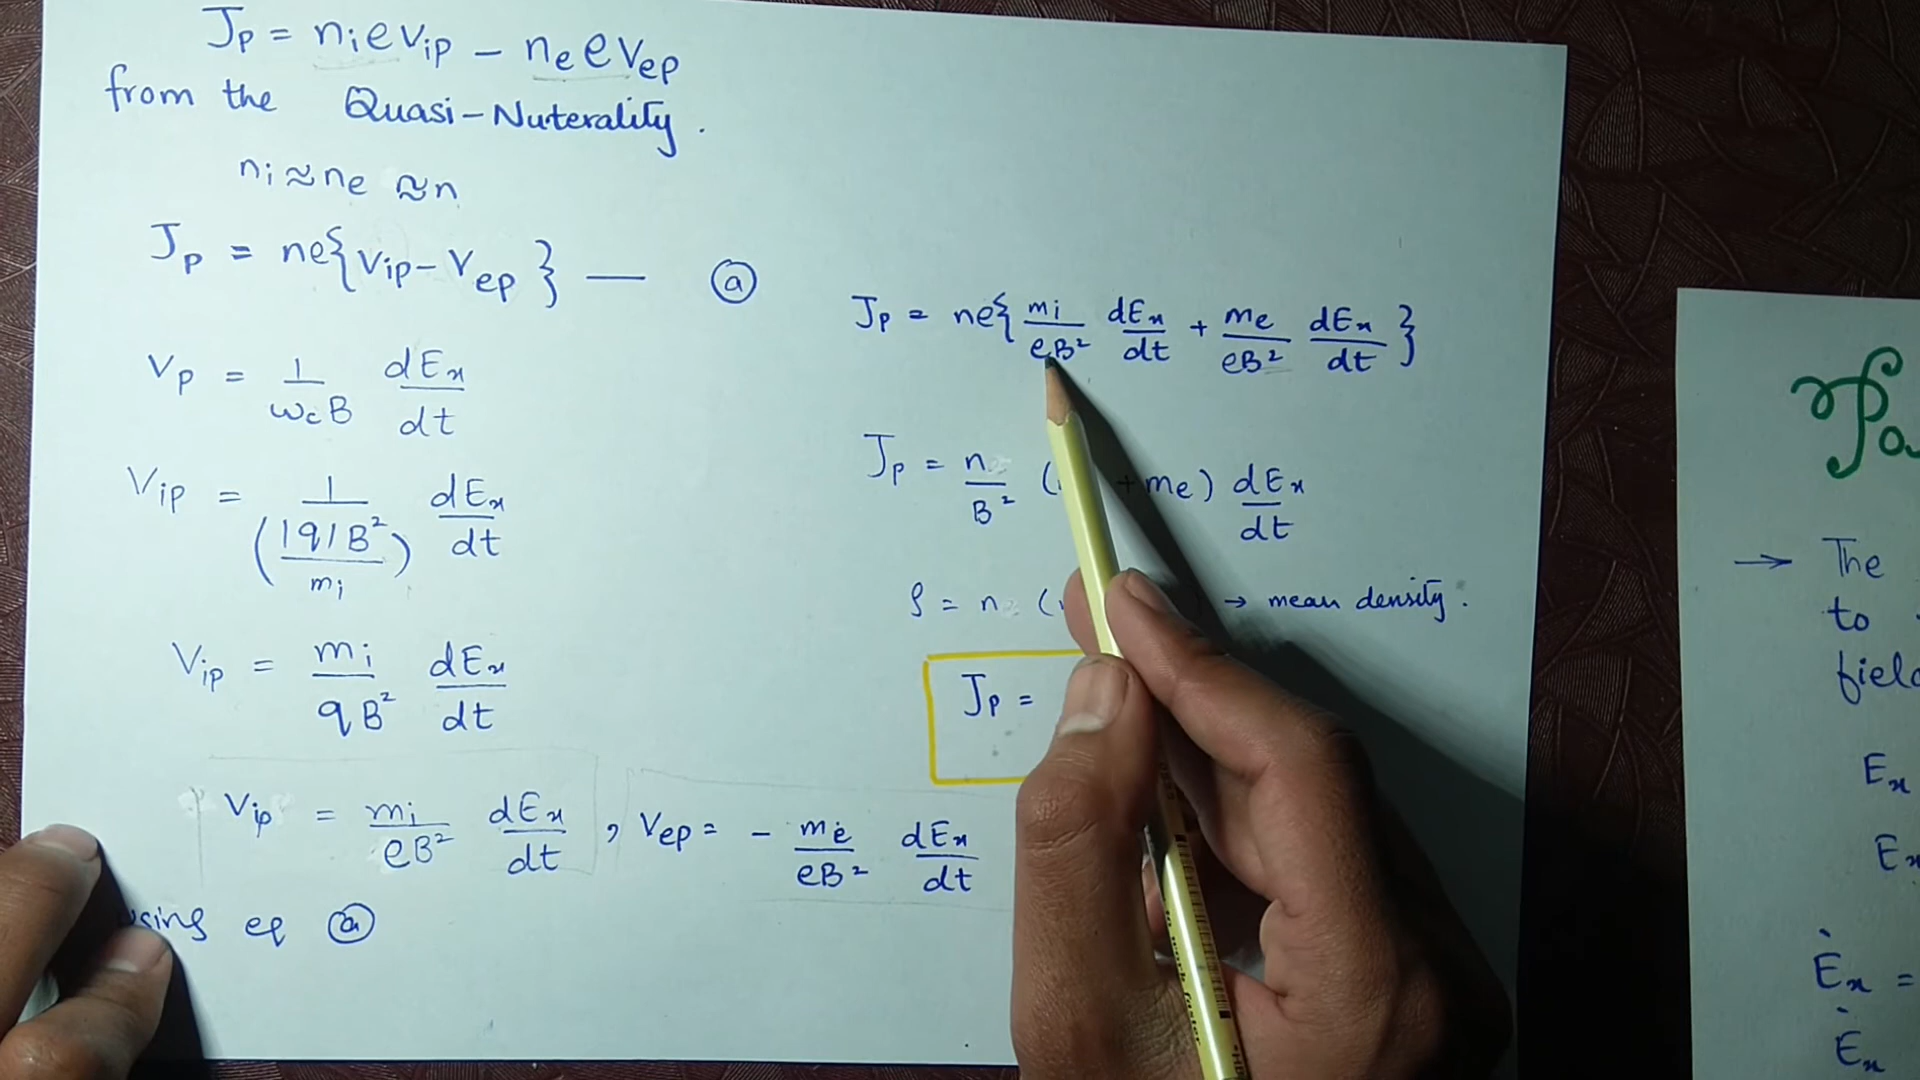 Jp = nievip - neevep
from the Quasi-Nuterality.
ni ≈ ne ≈ n
Jp = ne{vip - vep} — ⓐ
vp = 1/ωcB dEx/dt
Vip = 1/(|q|B²/mi) dEx/dt
Vip = mi/qB² dEx/dt
Vip = mi/eB² dEx/dt , Vep = - me/eB² dEx/dt
using eq ⓐ
Jp = ne{mi/eB² dEx/dt + me/eB² dEx/dt}
Jp = n/B² ( + me) dEx/dt
ρ = n ( → mean density.
Jp =
→ The
to
field
Ex
Ex
Ėx =
Ėx